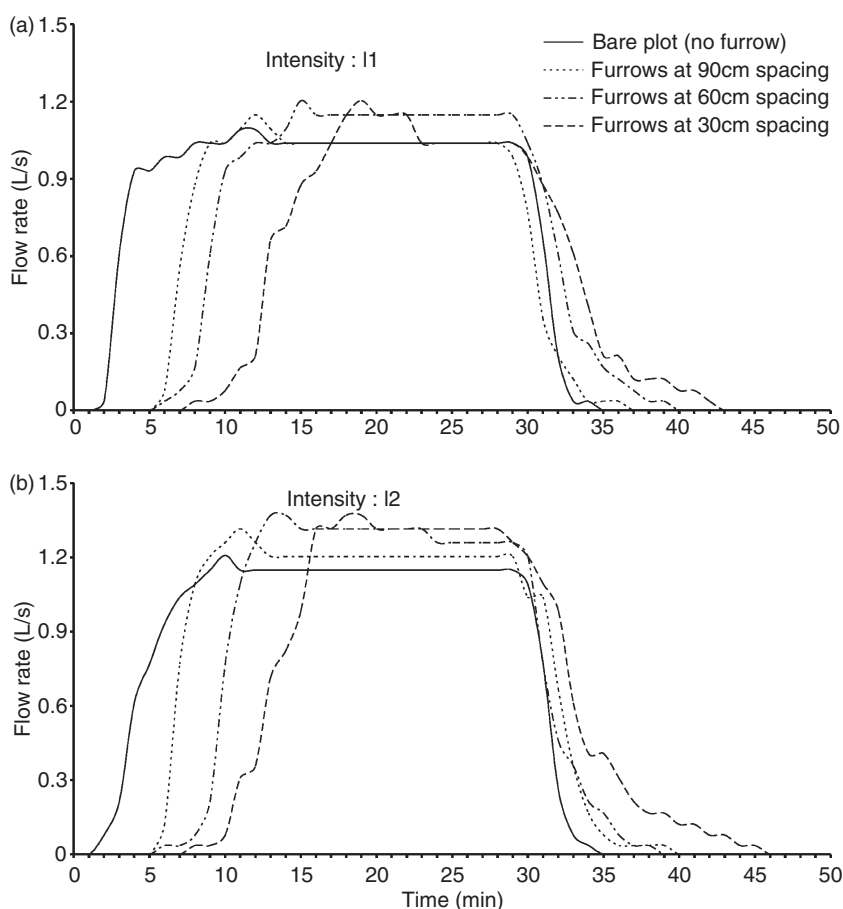 (a)
Intensity : I1
Bare plot (no furrow)
Furrows at 90cm spacing
Furrows at 60cm spacing
Furrows at 30cm spacing
Flow rate (L/s)
1.5
1.2
0.9
0.6
0.3
0
0 5 10 15 20 25 30 35 40 45 50
(b)
Intensity : I2
Flow rate (L/s)
1.5
1.2
0.9
0.6
0.3
0
0 5 10 15 20 25 30 35 40 45 50
Time (min)